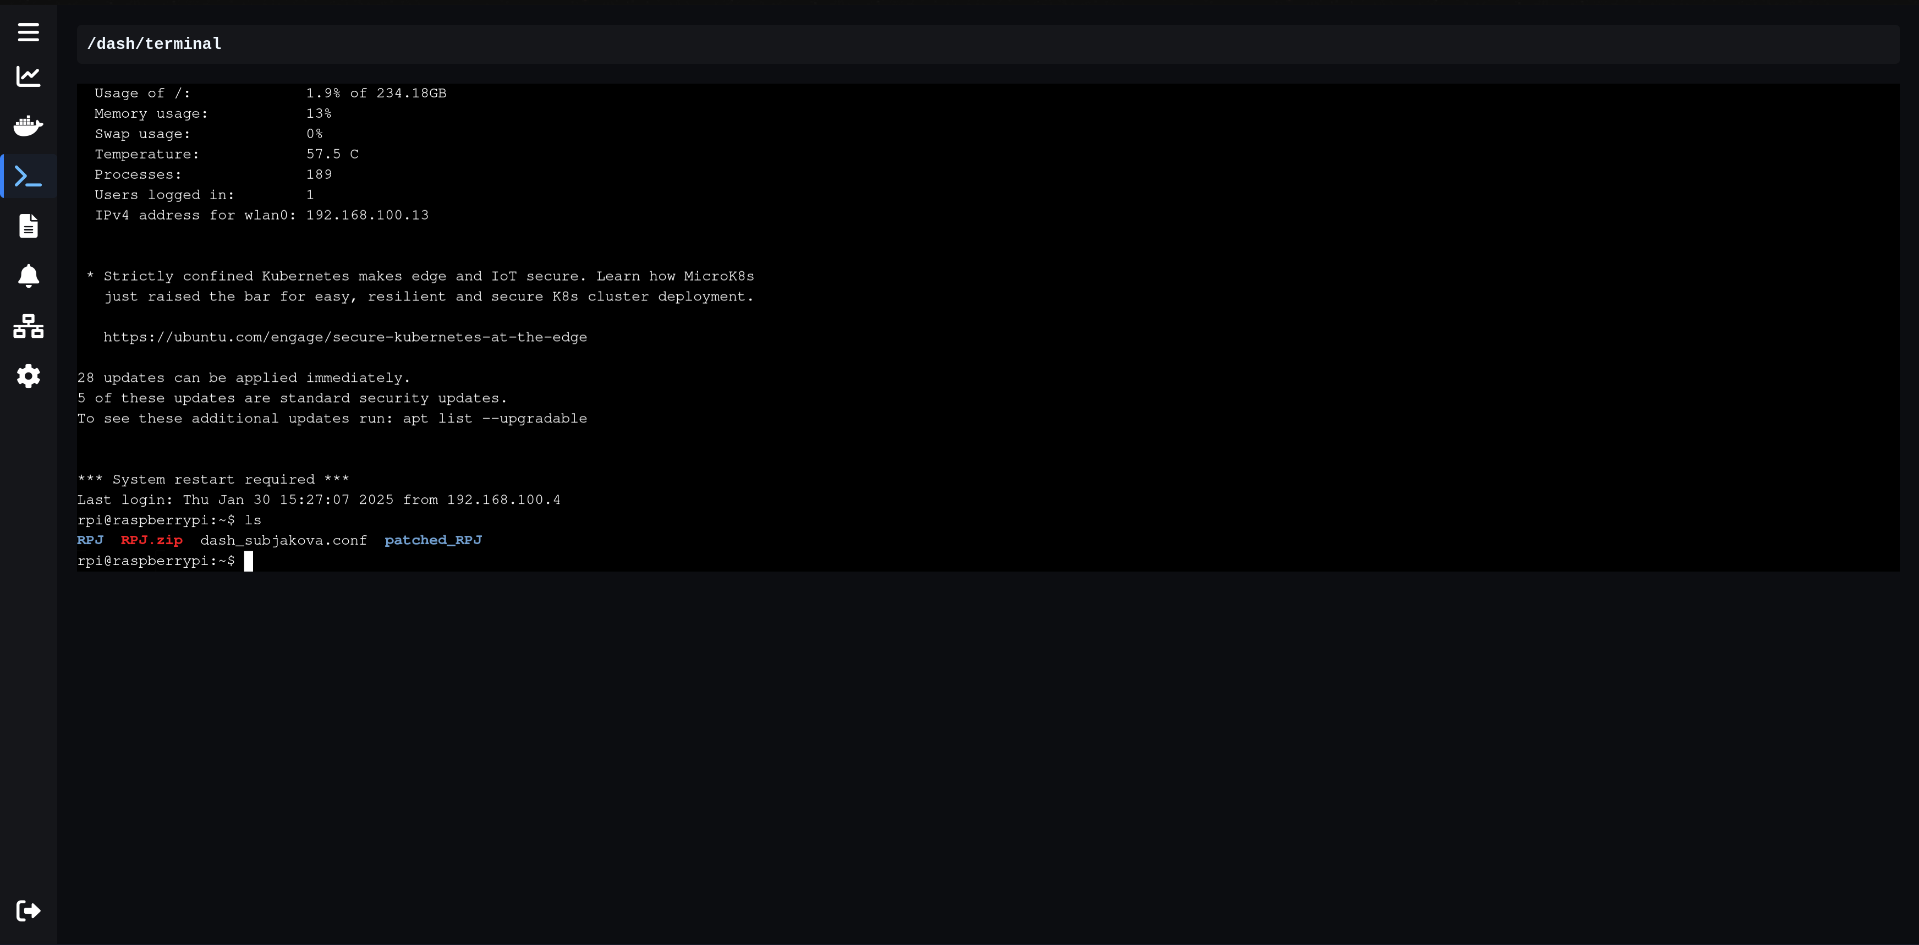 /dash/terminal
Usage of /: 1.9% of 234.18GB
Memory usage: 13%
Swap usage: 0%
Temperature: 57.5 C
Processes: 189
Users logged in: 1
IPv4 address for wlan0: 192.168.100.13
* Strictly confined Kubernetes makes edge and IoT secure. Learn how MicroK8s
just raised the bar for easy, resilient and secure K8s cluster deployment.
https://ubuntu.com/engage/secure-kubernetes-at-the-edge
28 updates can be applied immediately.
5 of these updates are standard security updates.
To see these additional updates run: apt list --upgradable
*** System restart required ***
Last login: Thu Jan 30 15:27:07 2025 from 192.168.100.4
rpi@raspberrypi:~$ ls
RPJ RPJ.zip dash_subjakova.conf patched_RPJ
rpi@raspberrypi:~$